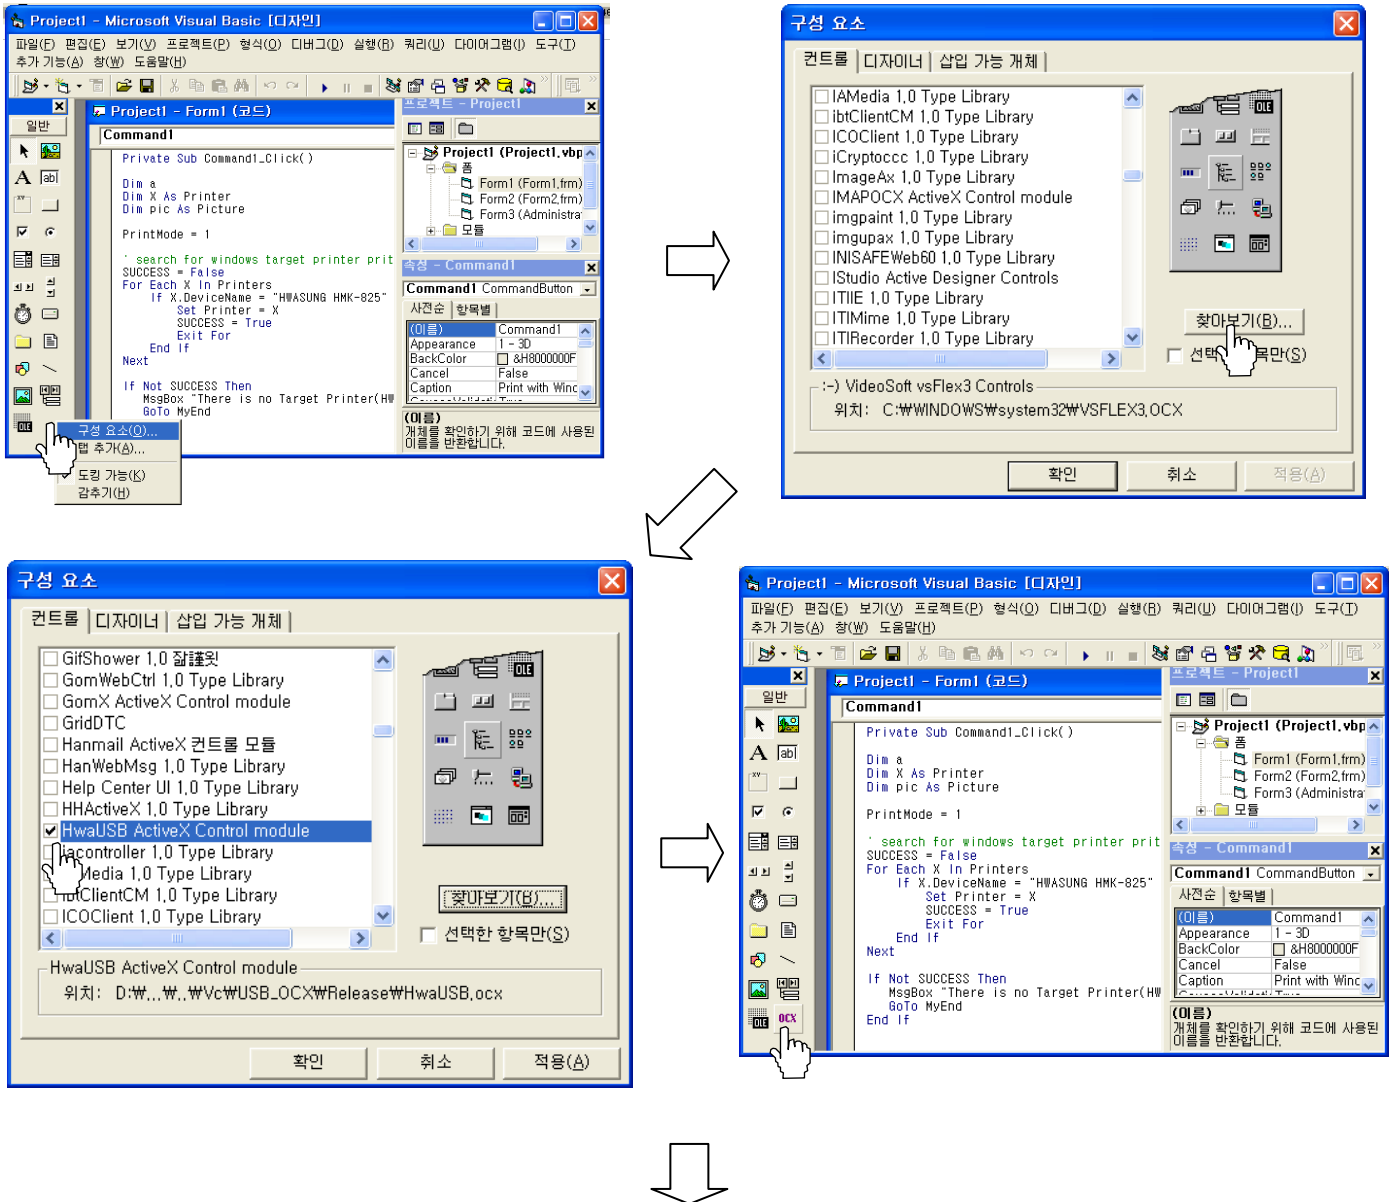 Project1 - Microsoft Visual Basic [디자인]
파일(F) 편집(E) 보기(V) 프로젝트(P) 형식(O) 디버그(D) 실행(R) 쿼리(U) 다이어그램(I) 도구(T)
추가 기능(A) 창(W) 도움말(H)
일반
Project1 - Form1 (코드)
Command1
Private Sub Command1_Click()
Dim a
Dim X As Printer
Dim pic As Picture
PrintMode = 1
' search for windows target printer prit
SUCCESS = False
For Each X In Printers
If X.DeviceName = "HWASUNG HMK-825"
Set Printer = X
SUCCESS = True
Exit For
End If
Next
If Not SUCCESS Then
MsgBox "There is no Target Printer(HW
GoTo MyEnd
프로젝트 - Project1
Project1 (Project1.vbp
폼
Form1 (Form1.frm)
Form2 (Form2.frm)
Form3 (Administra
모듈
속성 - Command1
Command1 CommandButton
사전순 항목별
(이름) Command1
Appearance 1 - 3D
BackColor &H8000000F
Cancel False
Caption Print with Winc
(이름)
개체를 확인하기 위해 코드에 사용된
이름을 반환합니다.
구성 요소(O)...
탭 추가(A)...
도킹 가능(K)
감추기(H)
구성 요소
컨트롤 디자이너 삽입 가능 개체
IAMedia 1.0 Type Library
ibtClientCM 1.0 Type Library
ICOClient 1.0 Type Library
iCryptoccc 1.0 Type Library
ImageAx 1.0 Type Library
IMAPOCX ActiveX Control module
imgpaint 1.0 Type Library
imgupax 1.0 Type Library
INISAFEWeb60 1.0 Type Library
IStudio Active Designer Controls
ITIIE 1.0 Type Library
ITIMime 1.0 Type Library
ITIRecorder 1.0 Type Library
OLE
찾아보기(B)...
선택 목만(S)
:-) VideoSoft vsFlex3 Controls
위치: C:₩WINDOWS₩system32₩VSFLEX3.OCX
확인 취소 적용(A)
구성 요소
컨트롤 디자이너 삽입 가능 개체
GifShower 1.0
GomWebCtrl 1.0 Type Library
GomX ActiveX Control module
GridDTC
Hanmail ActiveX 컨트롤 모듈
HanWebMsg 1.0 Type Library
Help Center UI 1.0 Type Library
HHActiveX 1.0 Type Library
HwaUSB ActiveX Control module
iacontroller 1.0 Type Library
Media 1.0 Type Library
ibtClientCM 1.0 Type Library
ICOClient 1.0 Type Library
OLE
찾아보기(B)...
선택한 항목만(S)
HwaUSB ActiveX Control module
위치: D:₩...₩..₩Vc₩USB_OCX₩Release₩HwaUSB.ocx
확인 취소 적용(A)
Project1 - Microsoft Visual Basic [디자인]
파일(F) 편집(E) 보기(V) 프로젝트(P) 형식(O) 디버그(D) 실행(R) 쿼리(U) 다이어그램(I) 도구(T)
추가 기능(A) 창(W) 도움말(H)
일반
OCX
Project1 - Form1 (코드)
Command1
Private Sub Command1_Click()
Dim a
Dim X As Printer
Dim pic As Picture
PrintMode = 1
' search for windows target printer prit
SUCCESS = False
For Each X In Printers
If X.DeviceName = "HWASUNG HMK-825"
Set Printer = X
SUCCESS = True
Exit For
End If
Next
If Not SUCCESS Then
MsgBox "There is no Target Printer(HW
GoTo MyEnd
End If
프로젝트 - Project1
Project1 (Project1.vbp
폼
Form1 (Form1.frm)
Form2 (Form2.frm)
Form3 (Administra
모듈
속성 - Command1
Command1 CommandButton
사전순 항목별
(이름) Command1
Appearance 1 - 3D
BackColor &H8000000F
Cancel False
Caption Print with Winc
(이름)
개체를 확인하기 위해 코드에 사용된
이름을 반환합니다.